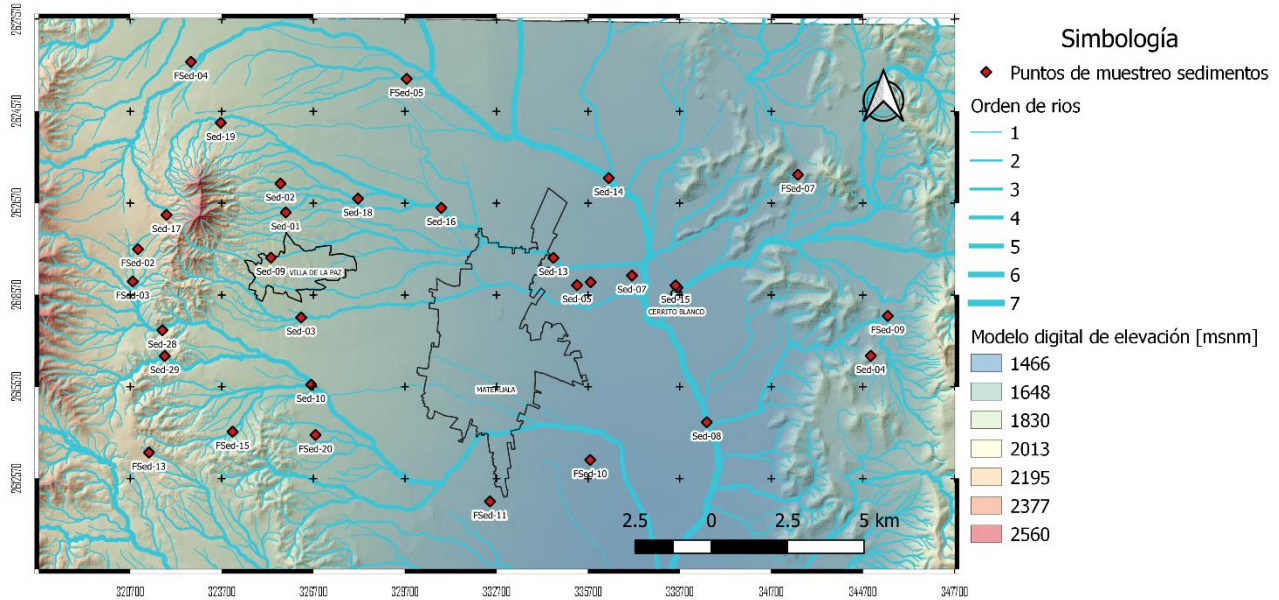 Simbología
Puntos de muestreo sedimentos
Orden de rios
1
2
3
4
5
6
7
Modelo digital de elevación [msnm]
1466
1648
1830
2013
2195
2377
2560
FSed-04
FSed-05
Sed-19
Sed-02
Sed-14
FSed-07
Sed-18
Sed-01
Sed-16
Sed-17
FSed-02
Sed-09
VILLA DE LA PAZ
Sed-13
FSed-03
Sed-05
Sed-07
Sed-15
CERRITO BLANCO
Sed-03
FSed-09
Sed-28
Sed-29
Sed-04
Sed-10
MATEHUALA
Sed-08
FSed-15
FSed-20
FSed-13
FSed-10
FSed-11
2.5 0 2.5 5 km
320700 323700 326700 329700 332700 335700 338700 341700 344700 347700